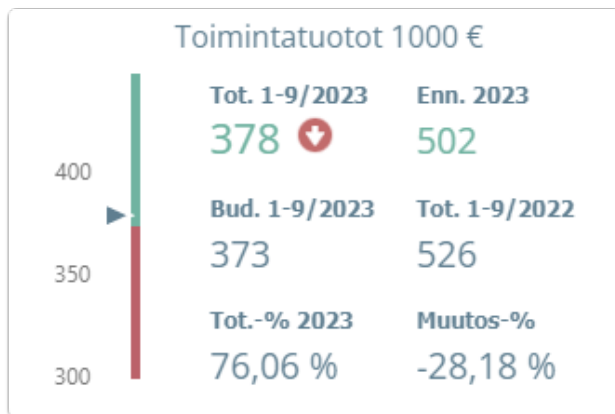 Toimintatuotot 1000 €
Tot. 1-9/2023 Enn. 2023
378 502
400
Bud. 1-9/2023 Tot. 1-9/2022
373 526
350
Tot.-% 2023 Muutos-%
76,06 % -28,18 %
300